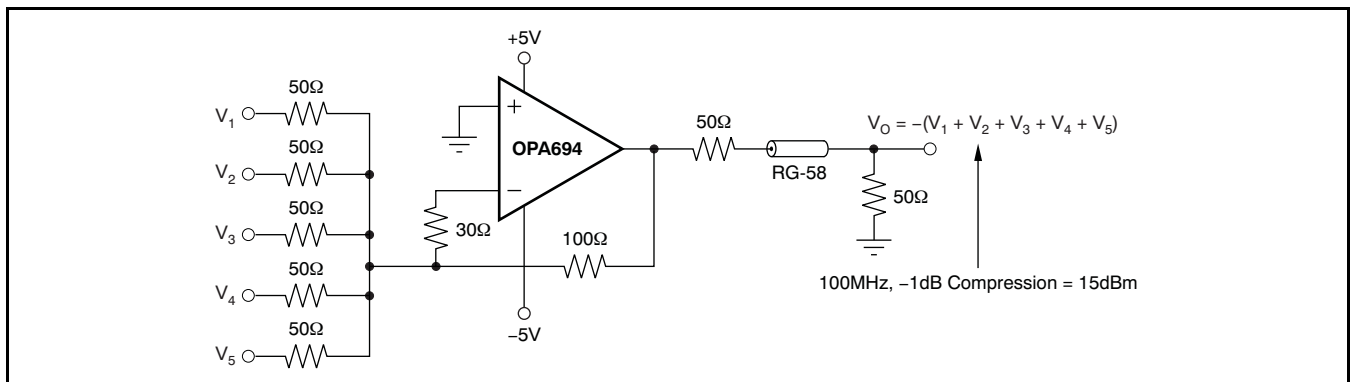 +5V
50Ω
V1
50Ω
V2
50Ω
V3
50Ω
V4
50Ω
V5
+
OPA694
−
30Ω
100Ω
−5V
50Ω
RG-58
VO = −(V1 + V2 + V3 + V4 + V5)
50Ω
100MHz, −1dB Compression = 15dBm